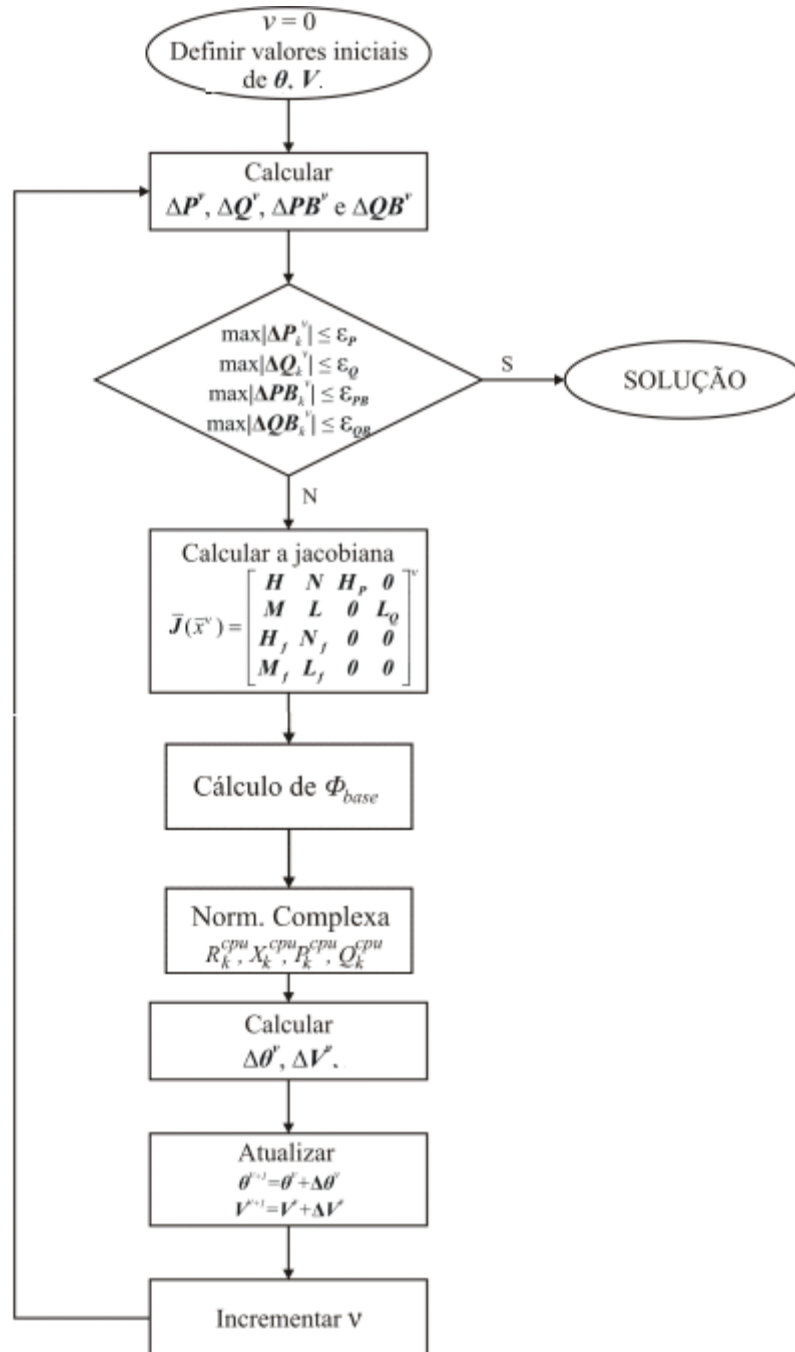 ν = 0
Definir valores iniciais
de θ, V.
Calcular
ΔP^ν, ΔQ^ν, ΔPB^ν e ΔQB^ν
max|ΔP_k^ν| ≤ ε_P
max|ΔQ_k^ν| ≤ ε_Q
max|ΔPB_k^ν| ≤ ε_PB
max|ΔQB_k^ν| ≤ ε_QB
S
SOLUÇÃO
N
Calcular a jacobiana
H N H_P 0
M L 0 L_Q
J̄(x̄^ν) = [ ]^ν
H_f N_f 0 0
M_f L_f 0 0
Cálculo de Φ_base
Norm. Complexa
R_k^cpu, X_k^cpu, P_k^cpu, Q_k^cpu
Calcular
Δθ^ν, ΔV^ν, .
Atualizar
θ^ν+1=θ^ν+Δθ^ν
V^ν+1=V^ν+ΔV^ν
Incrementar ν